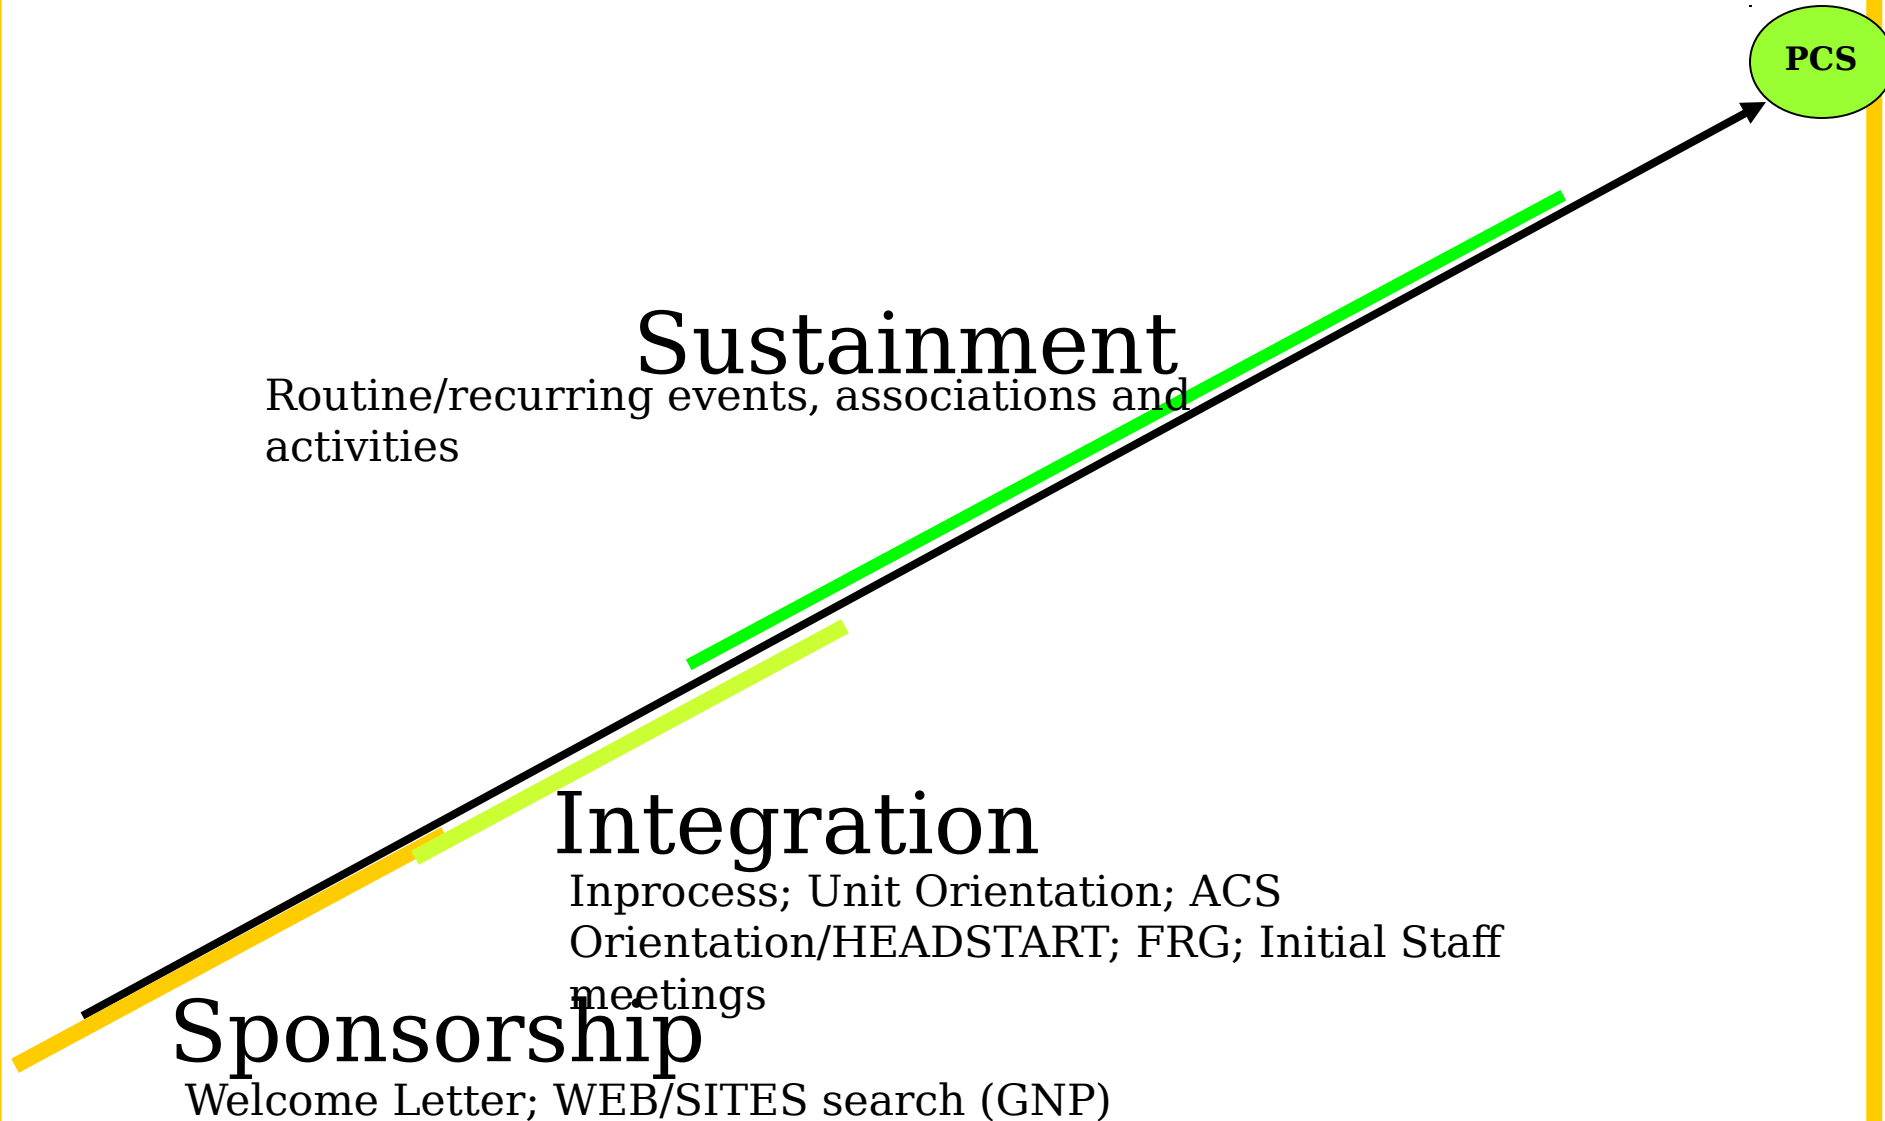 PCS
Sustainment
Routine/recurring events, associations and
activities
Integration
Inprocess; Unit Orientation; ACS
Orientation/HEADSTART; FRG; Initial Staff
meetings
Sponsorship
Welcome Letter; WEB/SITES search (GNP)